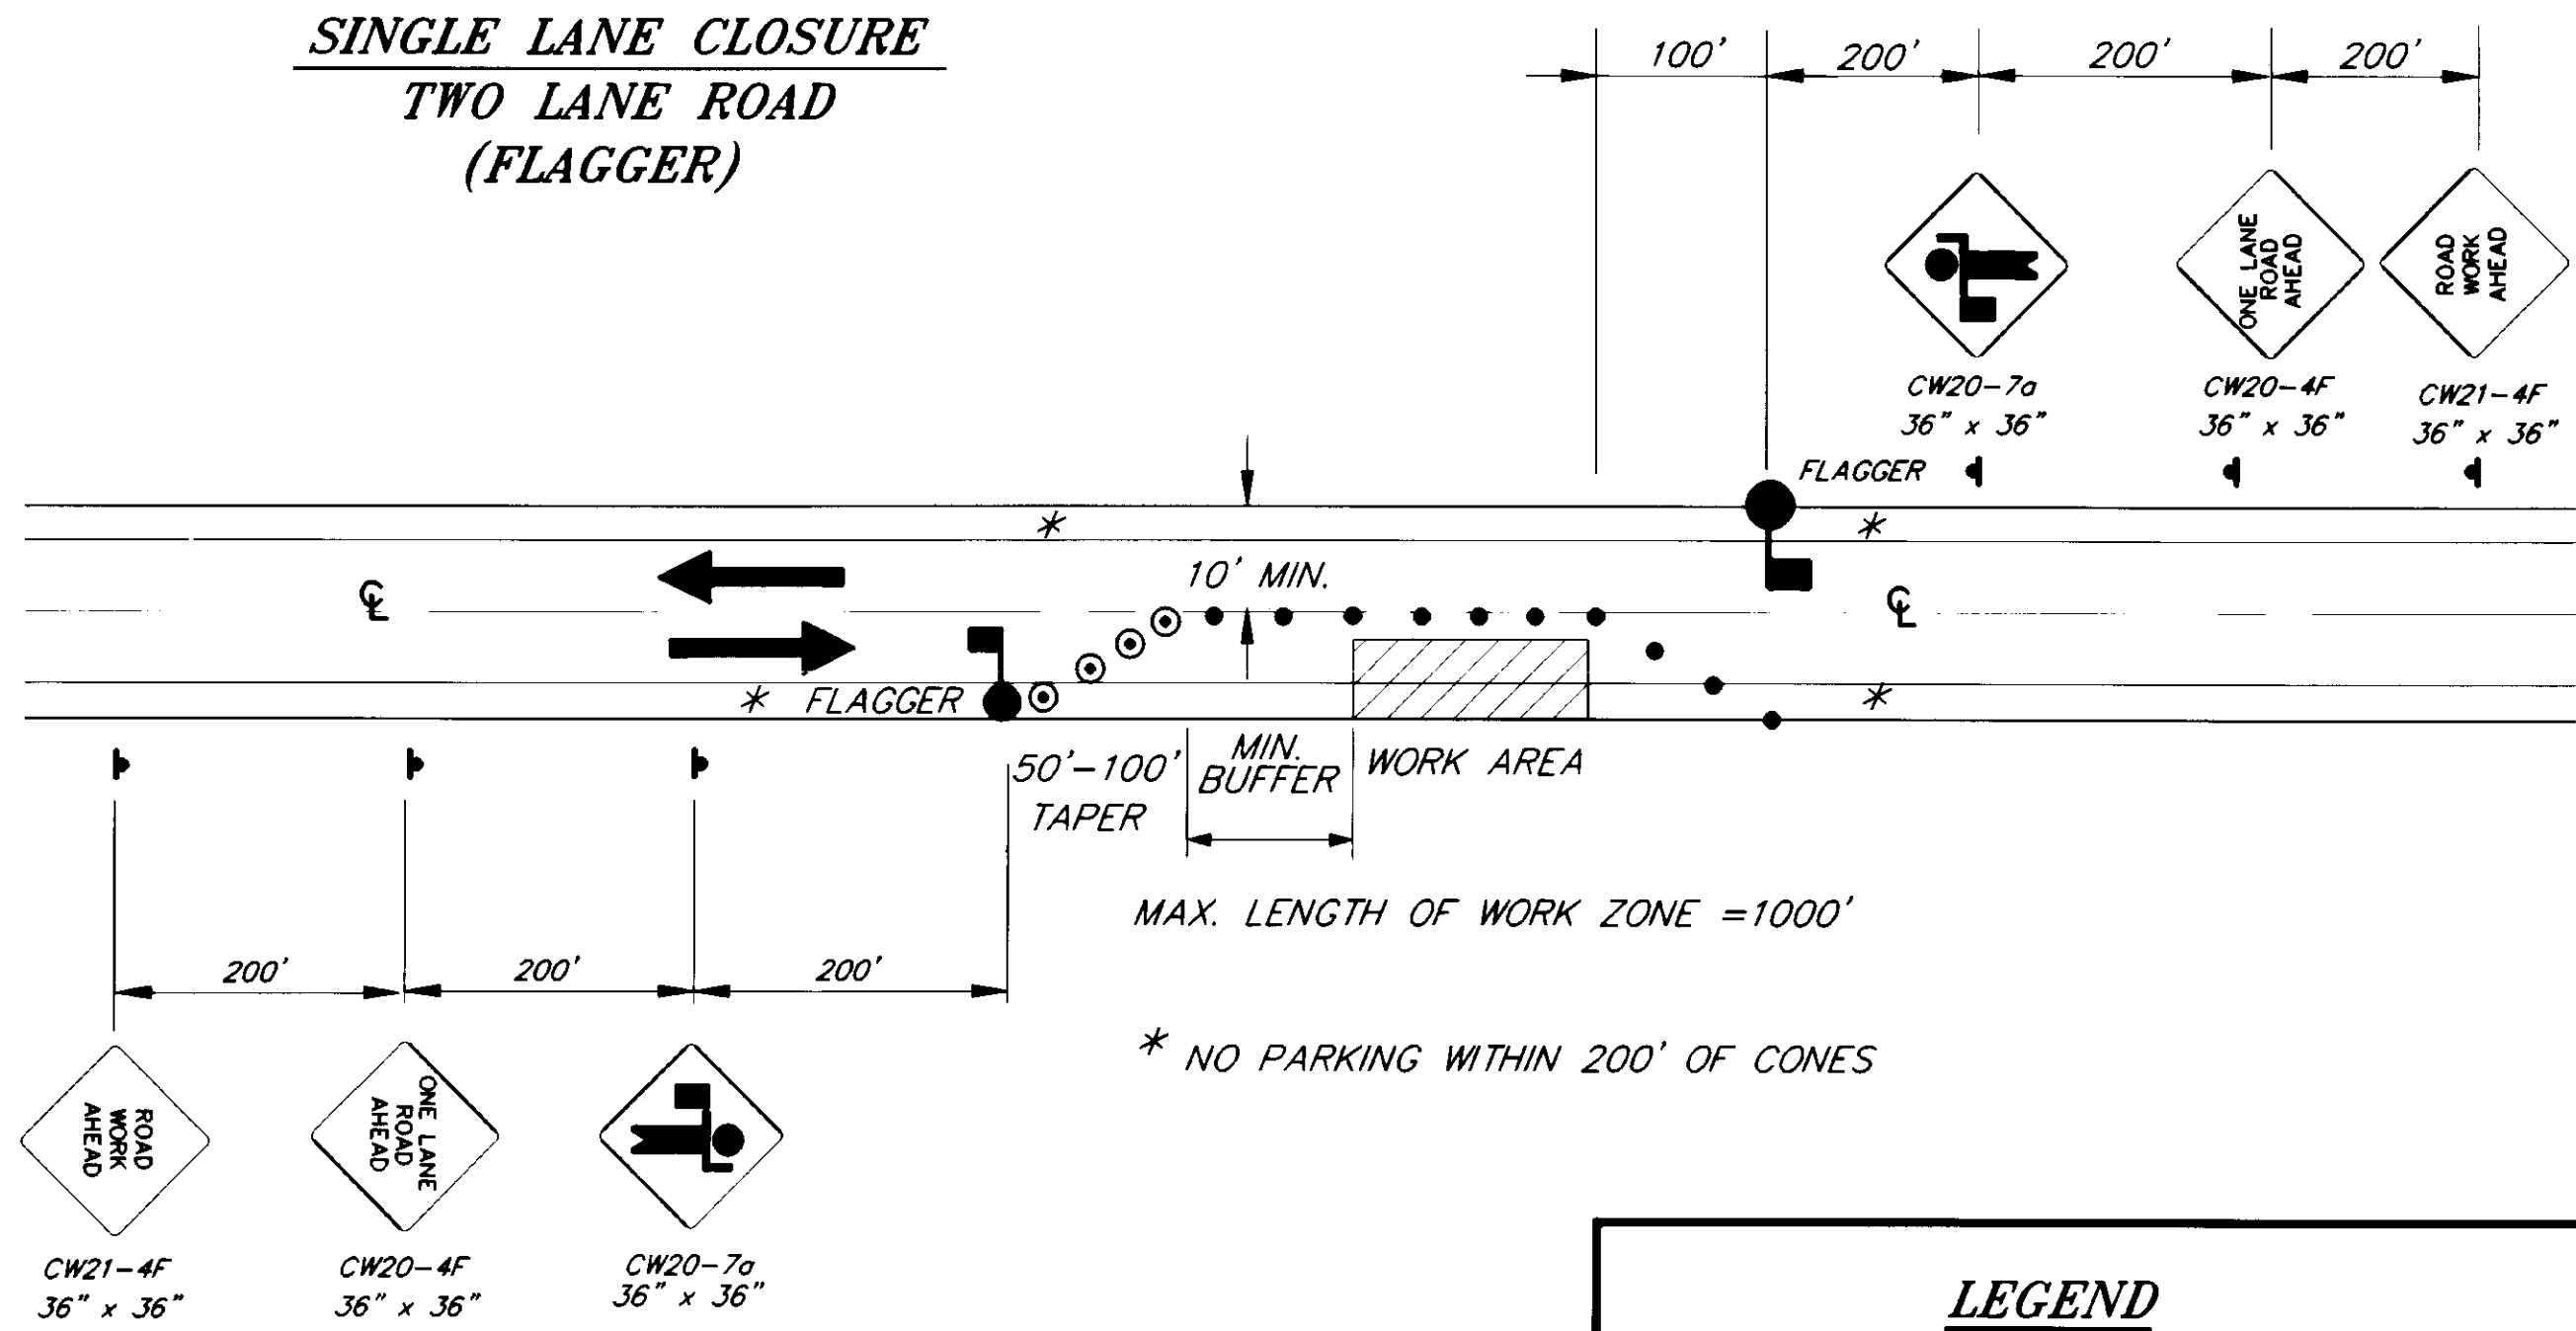 SINGLE LANE CLOSURE
TWO LANE ROAD
(FLAGGER)
100' 200' 200' 200'
ONE LANE
ROAD
AHEAD
ROAD
WORK
AHEAD
CW20-7a
36" x 36"
CW20-4F
36" x 36"
CW21-4F
36" x 36"
FLAGGER
*
*
10' MIN.
℄
℄
* FLAGGER
*
50'-100'
TAPER
MIN.
BUFFER
WORK AREA
MAX. LENGTH OF WORK ZONE =1000'
200' 200' 200'
* NO PARKING WITHIN 200' OF CONES
ROAD
WORK
AHEAD
ONE LANE
ROAD
AHEAD
CW21-4F
36" x 36"
CW20-4F
36" x 36"
CW20-7a
36" x 36"
LEGEND